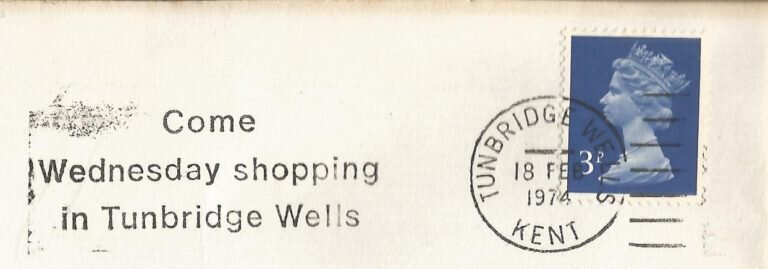 Come
Wednesday shopping
in Tunbridge Wells
TUNBRIDGE WELLS
18 FEB
1974
KENT
3P